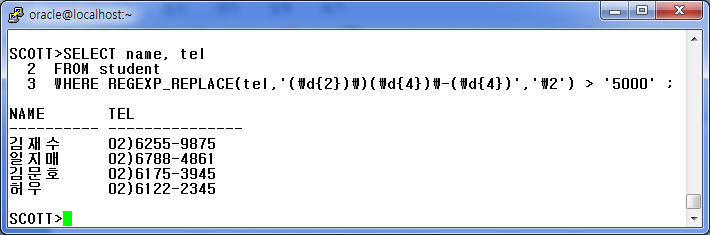 oracle@localhost:~
SCOTT>SELECT name, tel
2 FROM student
3 WHERE REGEXP_REPLACE(tel,'(₩d{2})₩)(₩d{4})₩-(₩d{4})','₩2') > '5000' ;
NAME TEL
---------- ---------------
김재수 02)6255-9875
일지매 02)6788-4861
김문호 02)6175-3945
허우 02)6122-2345
SCOTT>